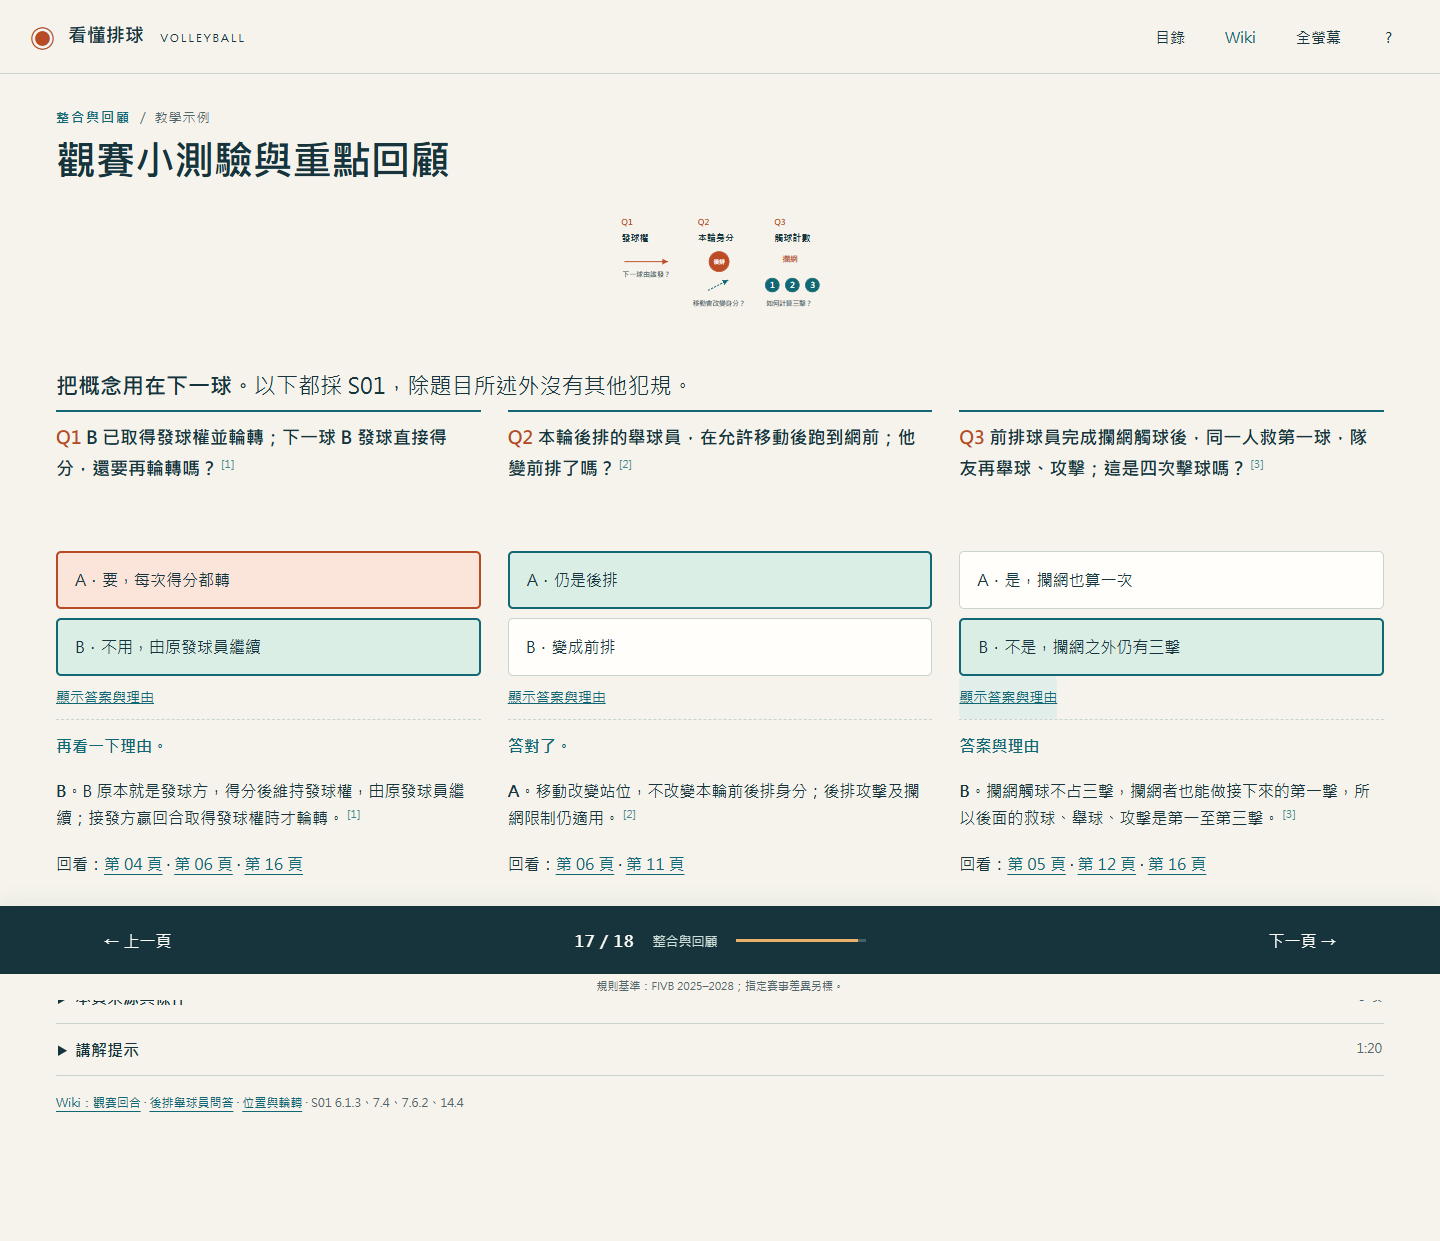 看懂排球 VOLLEYBALL 目錄 Wiki 全螢幕 ?
整合與回顧 / 教學示例
觀賽小測驗與重點回顧
Q1 Q2 Q3
發球權 本輪身分 觸球計數
後排 攔網
下一球由誰發？
1 2 3
移動會改變身分？ 如何計算三擊？
把概念用在下一球。以下都採 S01，除題目所述外沒有其他犯規。
Q1 B 已取得發球權並輪轉；下一球 B 發球直接得
分，還要再輪轉嗎？ [1]
Q2 本輪後排的舉球員，在允許移動後跑到網前；他
變前排了嗎？ [2]
Q3 前排球員完成攔網觸球後，同一人救第一球，隊
友再舉球、攻擊；這是四次擊球嗎？ [3]
A · 要，每次得分都轉
B · 不用，由原發球員繼續
顯示答案與理由
再看一下理由。
B。B 原本就是發球方，得分後維持發球權，由原發球員繼
續；接發方贏回合取得發球權時才輪轉。 [1]
回看：第 04 頁 · 第 06 頁 · 第 16 頁
A · 仍是後排
B · 變成前排
顯示答案與理由
答對了。
A。移動改變站位，不改變本輪前後排身分；後排攻擊及攔
網限制仍適用。 [2]
回看：第 06 頁 · 第 11 頁
A · 是，攔網也算一次
B · 不是，攔網之外仍有三擊
顯示答案與理由
答案與理由
B。攔網觸球不占三擊，攔網者也能做接下來的第一擊，所
以後面的救球、舉球、攻擊是第一至第三擊。 [3]
回看：第 05 頁 · 第 12 頁 · 第 16 頁
← 上一頁 17 / 18 整合與回顧 下一頁 →
規則基準：FIVB 2025–2028；指定賽事差異另標。
講解提示 1:20
Wiki：觀賽回合 · 後排舉球員問答 · 位置與輪轉 · S01 6.1.3、7.4、7.6.2、14.4